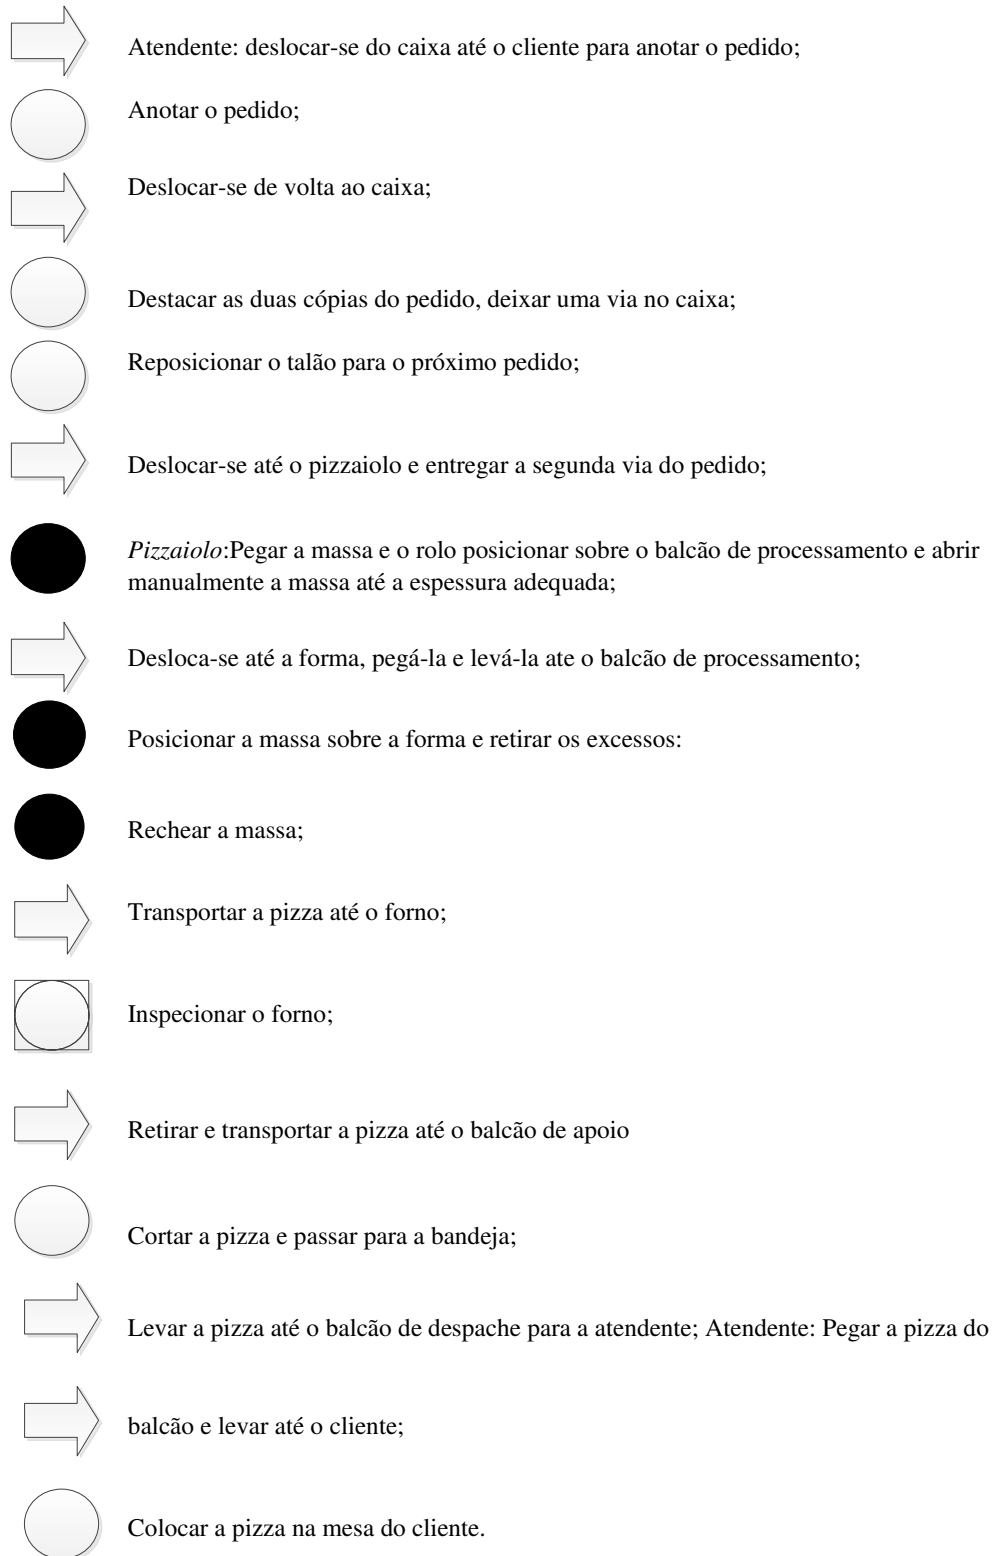 Atendente: deslocar-se do caixa até o cliente para anotar o pedido;
Anotar o pedido;
Deslocar-se de volta ao caixa;
Destacar as duas cópias do pedido, deixar uma via no caixa;
Reposicionar o talão para o próximo pedido;
Deslocar-se até o pizzaiolo e entregar a segunda via do pedido;
Pizzaiolo:Pegar a massa e o rolo posicionar sobre o balcão de processamento e abrir
manualmente a massa até a espessura adequada;
Desloca-se até a forma, pegá-la e levá-la ate o balcão de processamento;
Posicionar a massa sobre a forma e retirar os excessos:
Rechear a massa;
Transportar a pizza até o forno;
Inspecionar o forno;
Retirar e transportar a pizza até o balcão de apoio
Cortar a pizza e passar para a bandeja;
Levar a pizza até o balcão de despache para a atendente; Atendente: Pegar a pizza do
balcão e levar até o cliente;
Colocar a pizza na mesa do cliente.